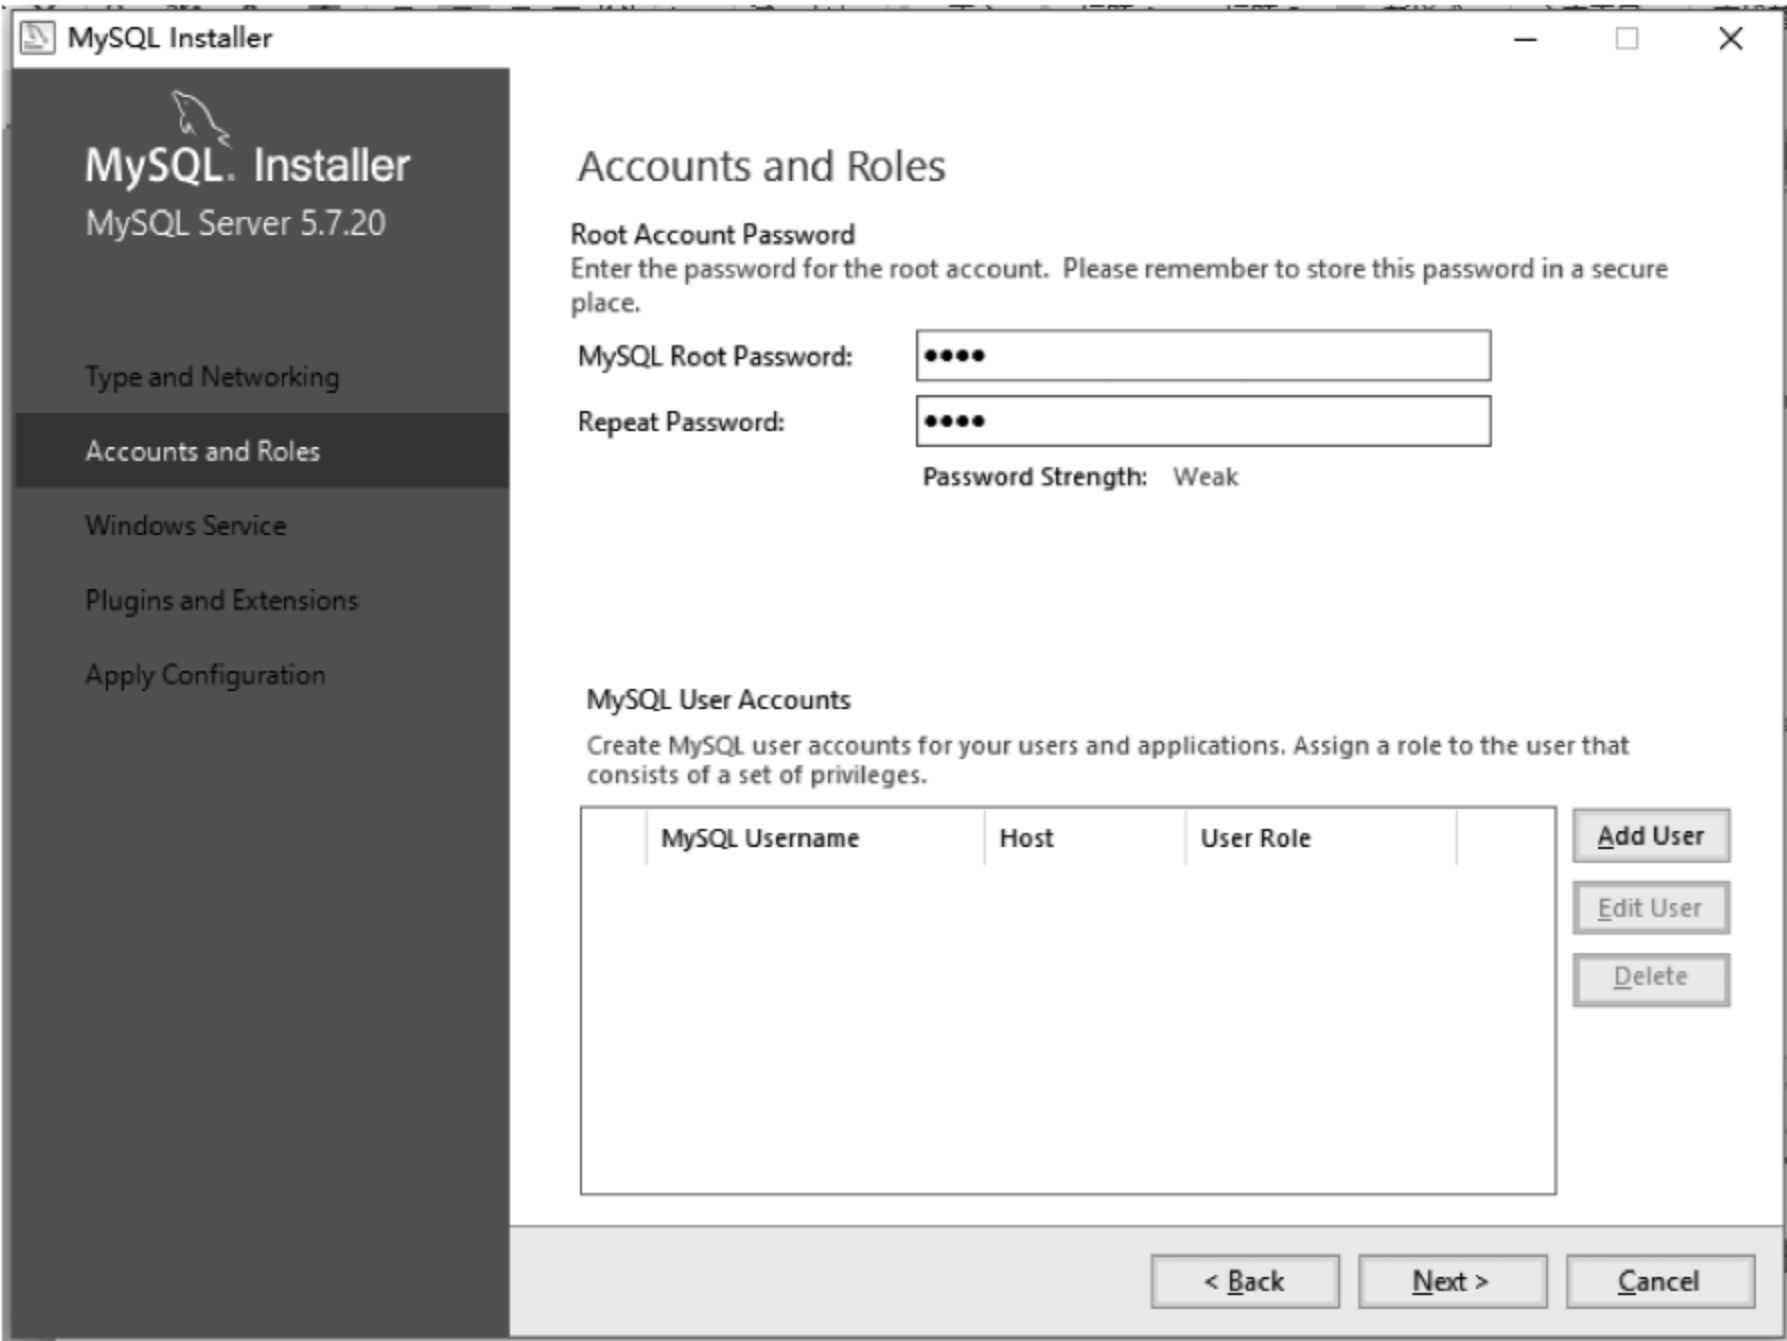 MySQL Installer
MySQL. Installer
MySQL Server 5.7.20
Type and Networking
Accounts and Roles
Windows Service
Plugins and Extensions
Apply Configuration
Accounts and Roles
Root Account Password
Enter the password for the root account.  Please remember to store this password in a secure
place.
MySQL Root Password: ••••
Repeat Password: ••••
Password Strength: Weak
MySQL User Accounts
Create MySQL user accounts for your users and applications. Assign a role to the user that
consists of a set of privileges.
MySQL Username Host User Role
Add User
Edit User
Delete
< Back Next > Cancel